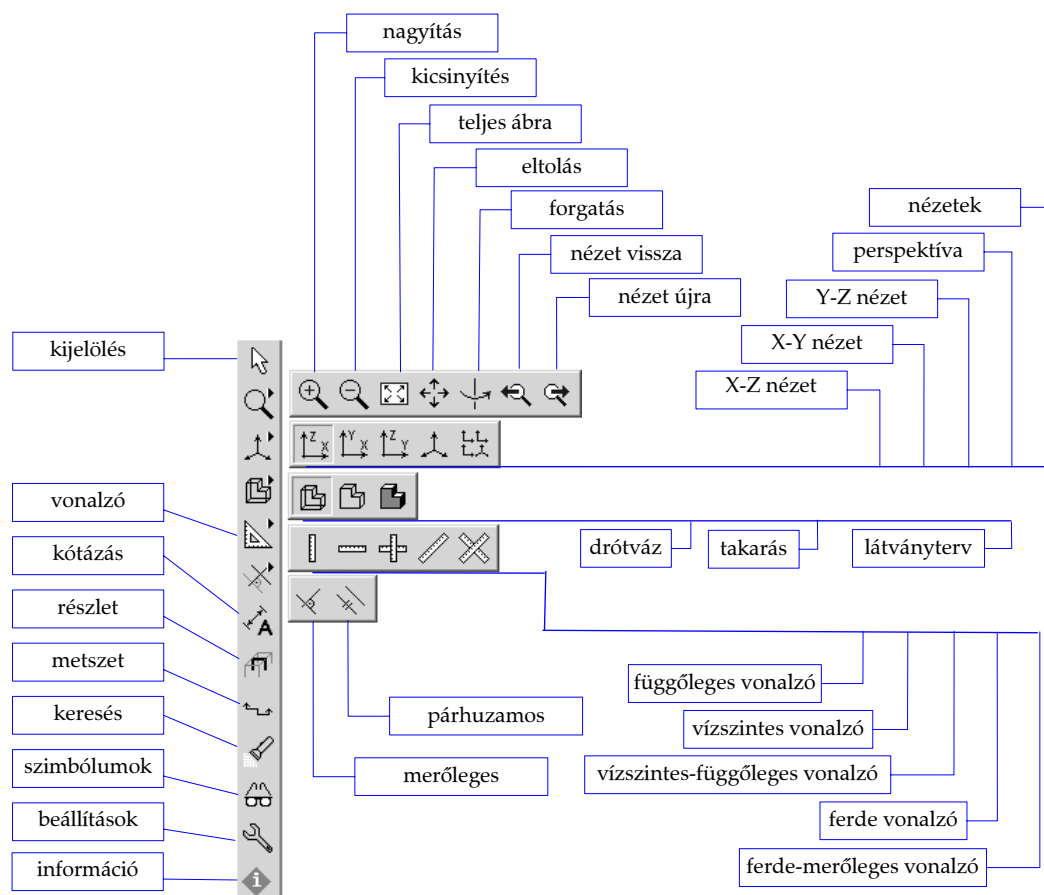 nagyítás
kicsinyítés
teljes ábra
eltolás
forgatás
nézetek
nézet vissza
perspektíva
nézet újra
Y-Z nézet
kijelölés
X-Y nézet
X-Z nézet
Z X
Y X
Z Y
vonalzó
kótázás
drótváz
takarás
látványterv
részlet
A
metszet
függőleges vonalzó
keresés
párhuzamos
vízszintes vonalzó
szimbólumok
merőleges
vízszintes-függőleges vonalzó
beállítások
ferde vonalzó
információ
i
ferde-merőleges vonalzó